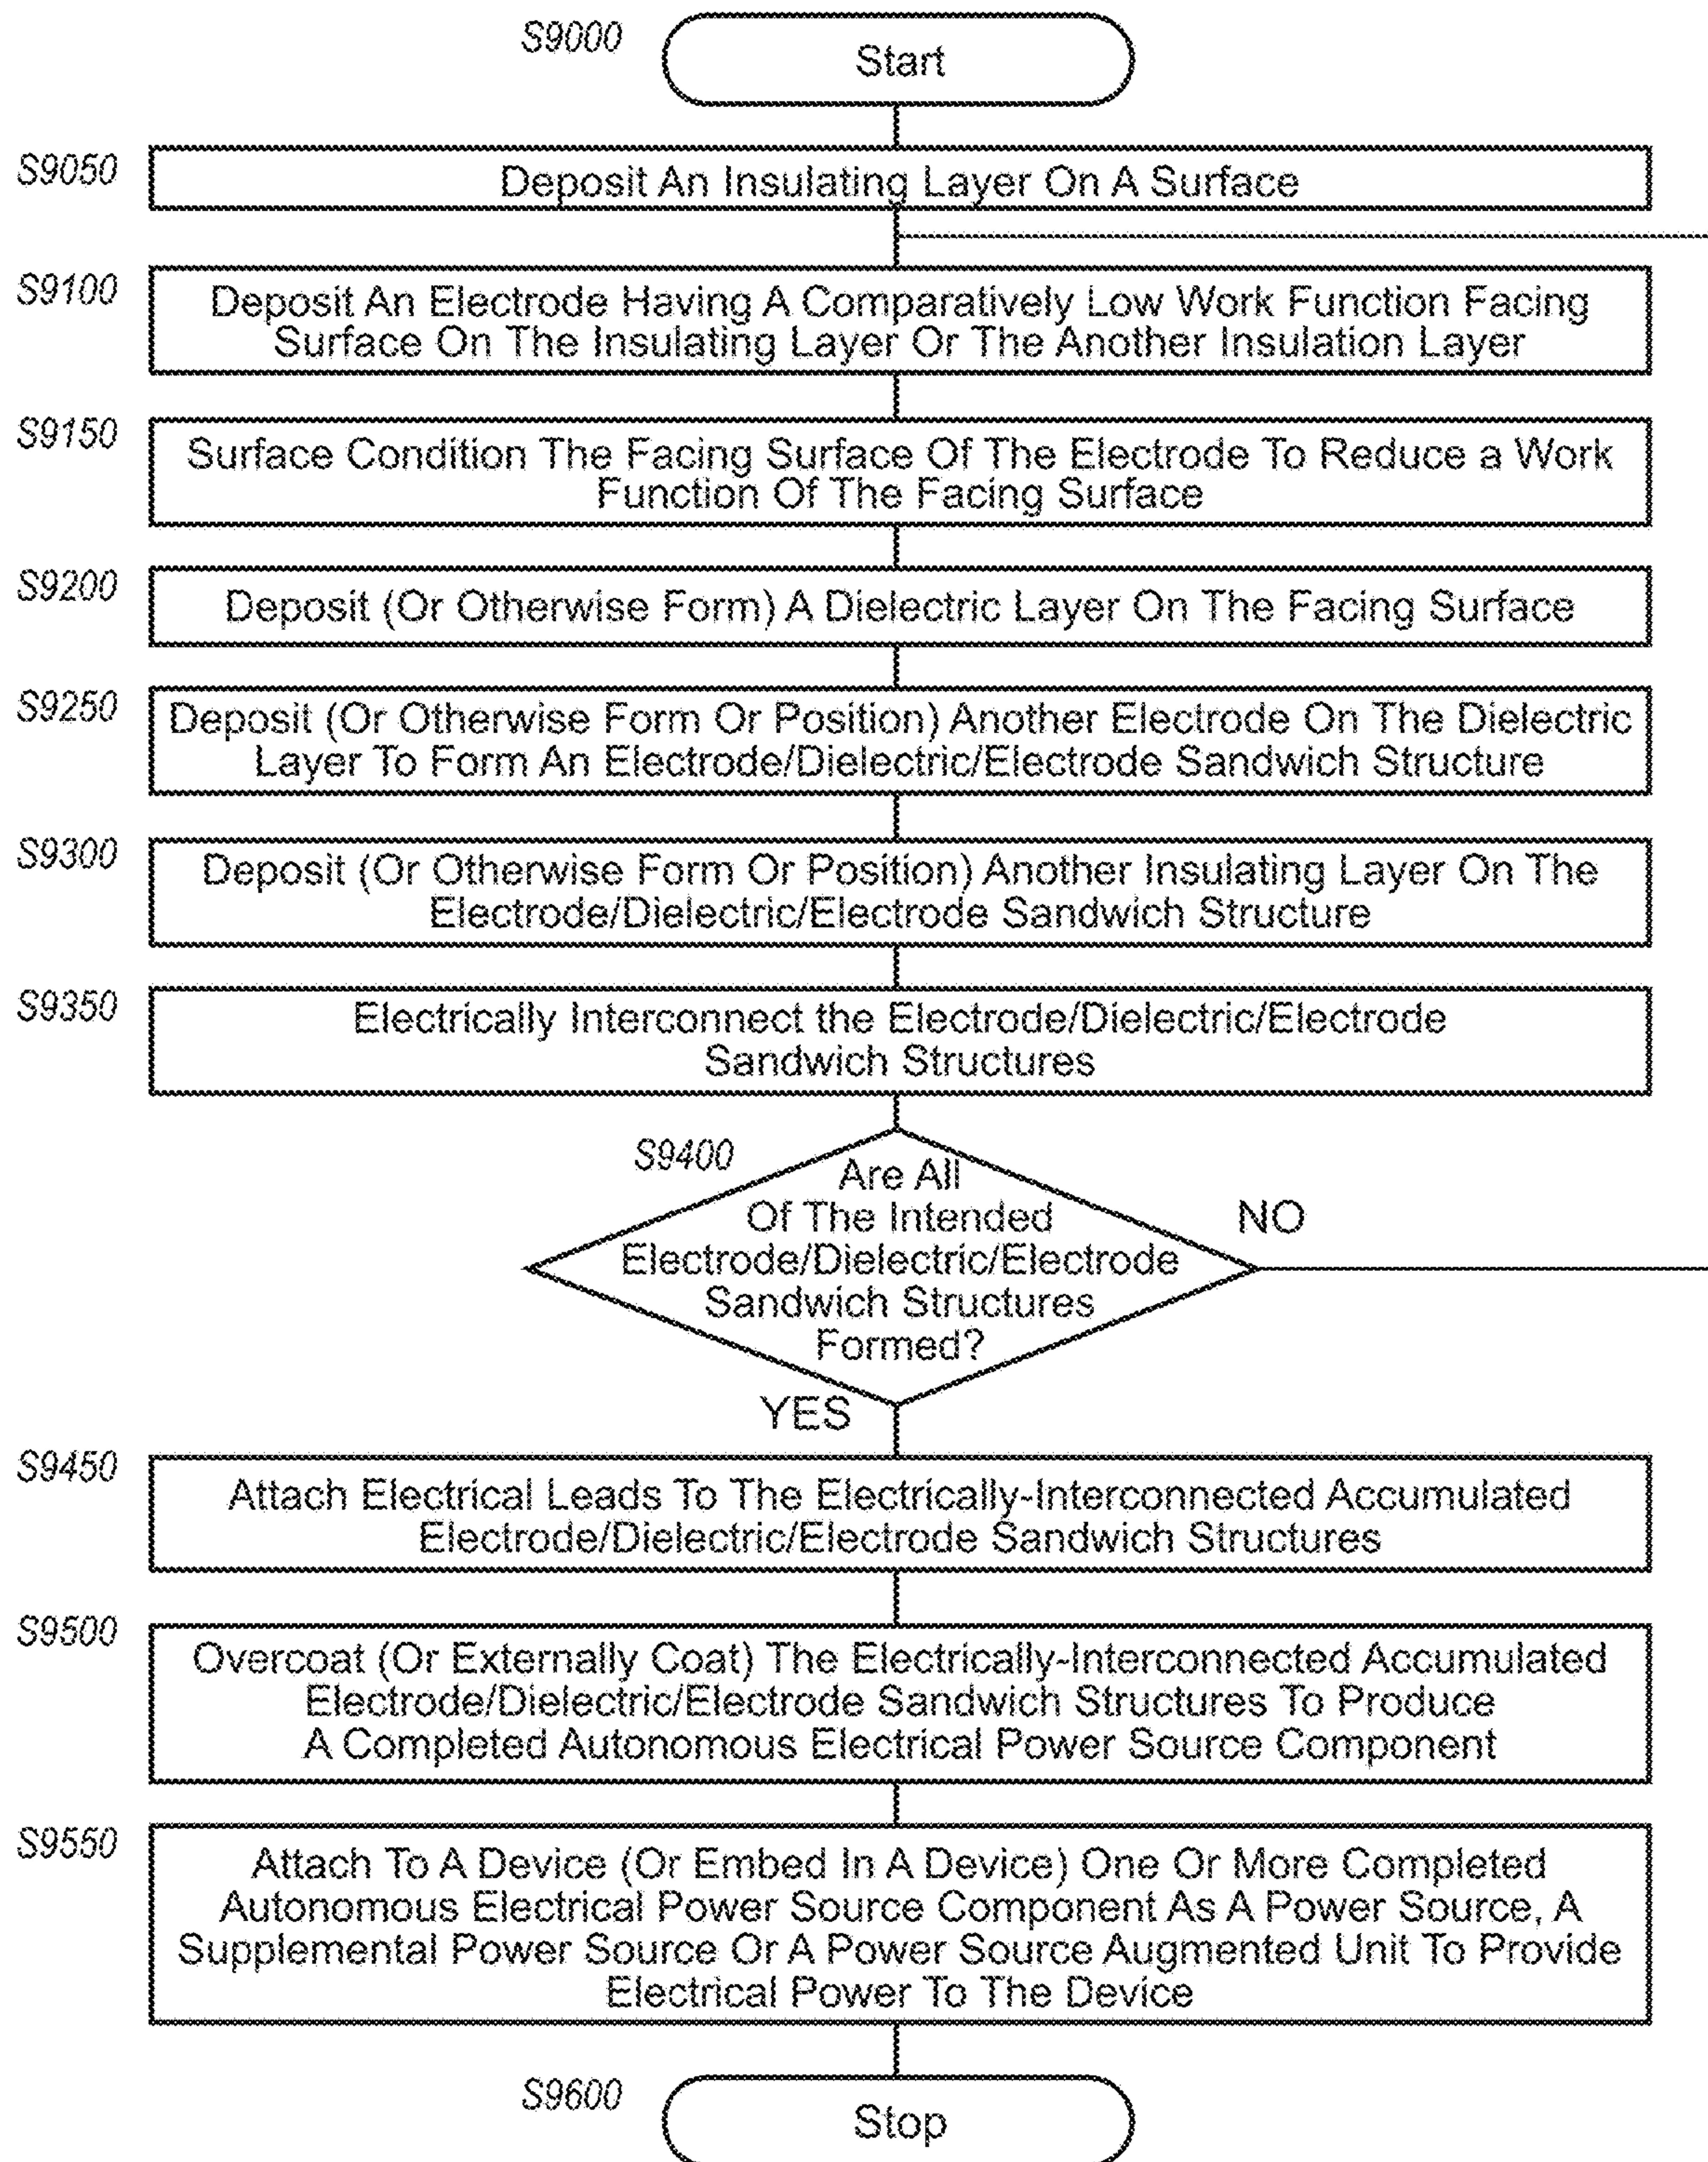 S9000
Start
S9050
Deposit An Insulating Layer On A Surface
S9100
Deposit An Electrode Having A Comparatively Low Work Function Facing
Surface On The Insulating Layer Or The Another Insulation Layer
S9150
Surface Condition The Facing Surface Of The Electrode To Reduce a Work
Function Of The Facing Surface
S9200
Deposit (Or Otherwise Form) A Dielectric Layer On The Facing Surface
S9250
Deposit (Or Otherwise Form Or Position) Another Electrode On The Dielectric
Layer To Form An Electrode/Dielectric/Electrode Sandwich Structure
S9300
Deposit (Or Otherwise Form Or Position) Another Insulating Layer On The
Electrode/Dielectric/Electrode Sandwich Structure
S9350
Electrically Interconnect the Electrode/Dielectric/Electrode
Sandwich Structures
S9400
Are All
Of The Intended
Electrode/Dielectric/Electrode
Sandwich Structures
Formed?
NO
YES
S9450
Attach Electrical Leads To The Electrically-Interconnected Accumulated
Electrode/Dielectric/Electrode Sandwich Structures
S9500
Overcoat (Or Externally Coat) The Electrically-Interconnected Accumulated
Electrode/Dielectric/Electrode Sandwich Structures To Produce
A Completed Autonomous Electrical Power Source Component
S9550
Attach To A Device (Or Embed In A Device) One Or More Completed
Autonomous Electrical Power Source Component As A Power Source, A
Supplemental Power Source Or A Power Source Augmented Unit To Provide
Electrical Power To The Device
S9600
Stop